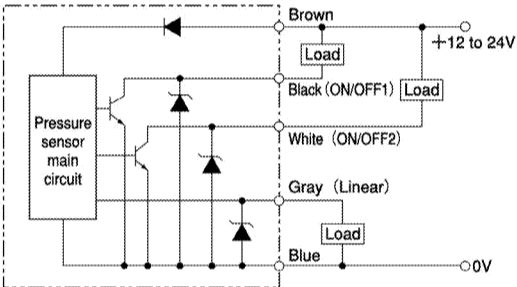 Brown
+12 to 24V
Load
Black (ON/OFF1)
Load
Pressure
sensor
main
circuit
White (ON/OFF2)
Gray (Linear)
Load
Blue
0V